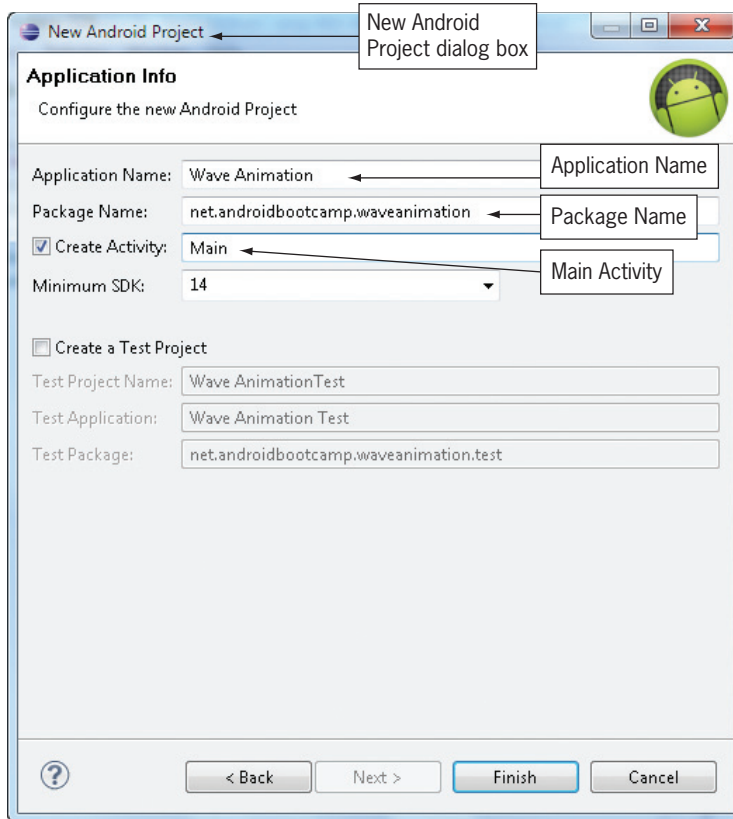 New Android Project
New Android
Project dialog box
Application Info
Configure the new Android Project
Application Name: Wave Animation
Application Name
Package Name: net.androidbootcamp.waveanimation
Package Name
Create Activity: Main
Main Activity
Minimum SDK: 14
Create a Test Project
Test Project Name: Wave AnimationTest
Test Application: Wave Animation Test
Test Package: net.androidbootcamp.waveanimation.test
? < Back Next > Finish Cancel